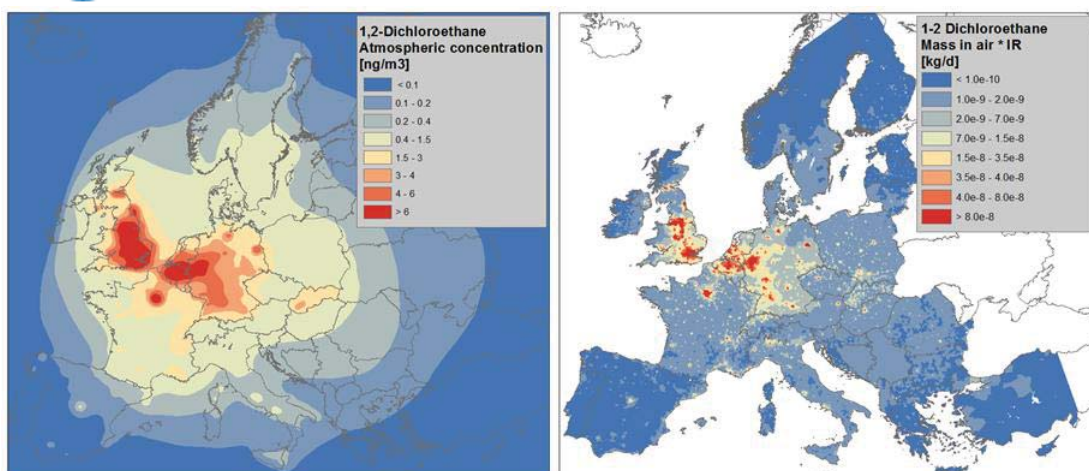 1,2-Dichloroethane
Atmospheric concentration
[ng/m3]
< 0.1
0.1 - 0.2
0.2 - 0.4
0.4 - 1.5
1.5 - 3
3 - 4
4 - 6
> 6
1-2 Dichloroethane
Mass in air * IR
[kg/d]
< 1.0e-10
1.0e-9 - 2.0e-9
2.0e-9 - 7.0e-9
7.0e-9 - 1.5e-8
1.5e-8 - 3.5e-8
3.5e-8 - 4.0e-8
4.0e-8 - 8.0e-8
> 8.0e-8